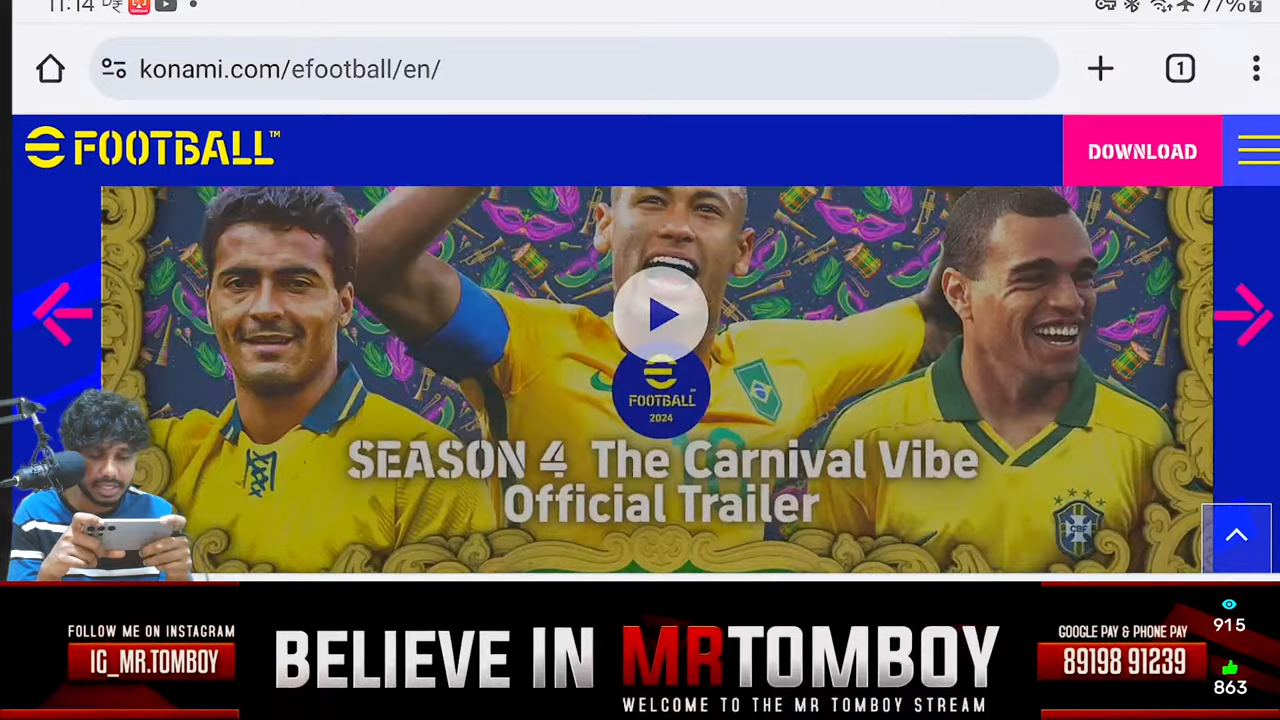 11:14
77%
konami.com/efootball/en/
1
FOOTBALL™
DOWNLOAD
FOOTBALL™
2024
SEASON 4 The Carnival Vibe
Official Trailer
CBF
FOLLOW ME ON INSTAGRAM
IG_MR.TOMBOY
BELIEVE IN MRTOMBOY
WELCOME TO THE MR TOMBOY STREAM
GOOGLE PAY & PHONE PAY
89198 91239
915
863